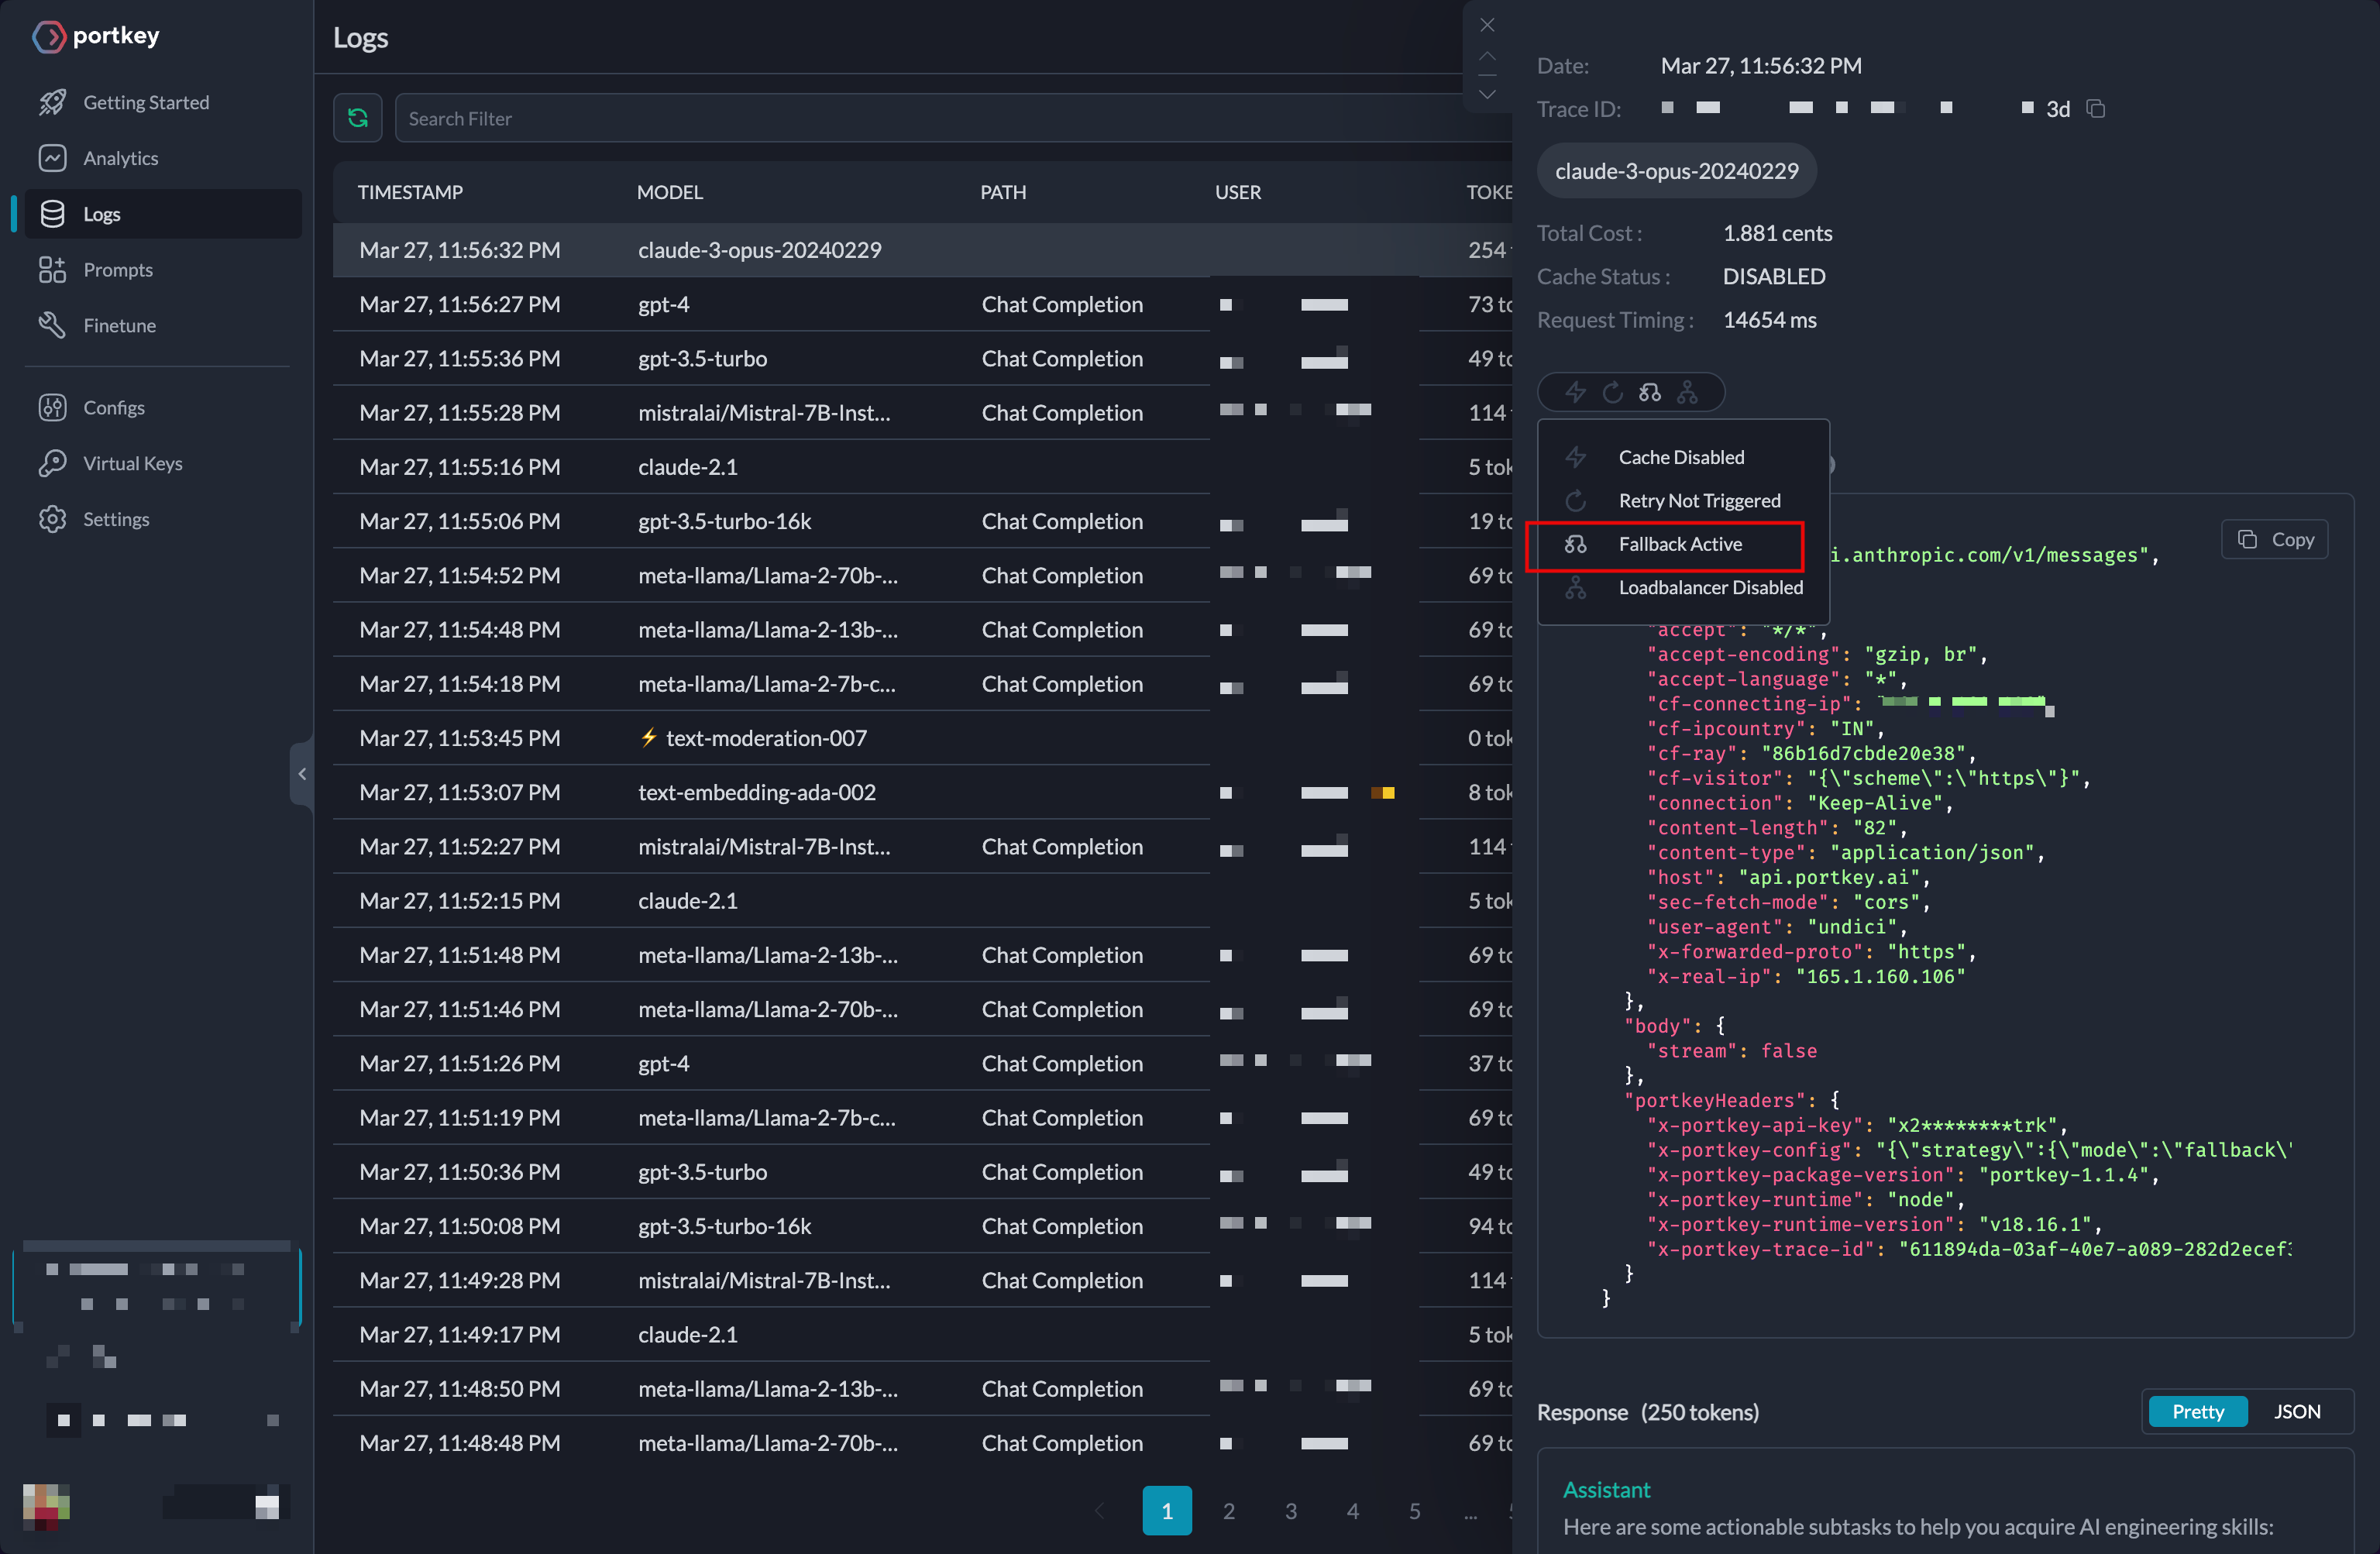 portkey
Getting Started
Analytics
Logs
Prompts
Finetune
Configs
Virtual Keys
Settings
Logs
Search Filter
TIMESTAMP MODEL PATH USER TOKE
Mar 27, 11:56:32 PM claude-3-opus-20240229 254
Mar 27, 11:56:27 PM gpt-4 Chat Completion 73 to
Mar 27, 11:55:36 PM gpt-3.5-turbo Chat Completion 49 to
Mar 27, 11:55:28 PM mistralai/Mistral-7B-Inst... Chat Completion 114
Mar 27, 11:55:16 PM claude-2.1 5 tok
Mar 27, 11:55:06 PM gpt-3.5-turbo-16k Chat Completion 19 to
Mar 27, 11:54:52 PM meta-llama/Llama-2-70b-... Chat Completion 69 to
Mar 27, 11:54:48 PM meta-llama/Llama-2-13b-... Chat Completion 69 to
Mar 27, 11:54:18 PM meta-llama/Llama-2-7b-c... Chat Completion 69 to
Mar 27, 11:53:45 PM ⚡ text-moderation-007 0 tok
Mar 27, 11:53:07 PM text-embedding-ada-002 8 tok
Mar 27, 11:52:27 PM mistralai/Mistral-7B-Inst... Chat Completion 114
Mar 27, 11:52:15 PM claude-2.1 5 tok
Mar 27, 11:51:48 PM meta-llama/Llama-2-13b-... Chat Completion 69 to
Mar 27, 11:51:46 PM meta-llama/Llama-2-70b-... Chat Completion 69 to
Mar 27, 11:51:26 PM gpt-4 Chat Completion 37 to
Mar 27, 11:51:19 PM meta-llama/Llama-2-7b-c... Chat Completion 69 to
Mar 27, 11:50:36 PM gpt-3.5-turbo Chat Completion 49 to
Mar 27, 11:50:08 PM gpt-3.5-turbo-16k Chat Completion 94 to
Mar 27, 11:49:28 PM mistralai/Mistral-7B-Inst... Chat Completion 114
Mar 27, 11:49:17 PM claude-2.1 5 tok
Mar 27, 11:48:50 PM meta-llama/Llama-2-13b-... Chat Completion 69 to
Mar 27, 11:48:48 PM meta-llama/Llama-2-70b-... Chat Completion 69 to
1 2 3 4 5 ...
Date: Mar 27, 11:56:32 PM
Trace ID: 3d
claude-3-opus-20240229
Total Cost : 1.881 cents
Cache Status : DISABLED
Request Timing : 14654 ms
Cache Disabled
Retry Not Triggered
Fallback Active
Loadbalancer Disabled
Copy
i.anthropic.com/v1/messages",
"accept": "*/*",
"accept-encoding": "gzip, br",
"accept-language": "*",
"cf-connecting-ip":
"cf-ipcountry": "IN",
"cf-ray": "86b16d7cbde20e38",
"cf-visitor": "{\"scheme\":\"https\"}",
"connection": "Keep-Alive",
"content-length": "82",
"content-type": "application/json",
"host": "api.portkey.ai",
"sec-fetch-mode": "cors",
"user-agent": "undici",
"x-forwarded-proto": "https",
"x-real-ip": "165.1.160.106"
},
"body": {
"stream": false
},
"portkeyHeaders": {
"x-portkey-api-key": "x2********trk",
"x-portkey-config": "{\"strategy\":{\"mode\":\"fallback\"
"x-portkey-package-version": "portkey-1.1.4",
"x-portkey-runtime": "node",
"x-portkey-runtime-version": "v18.16.1",
"x-portkey-trace-id": "611894da-03af-40e7-a089-282d2ecef
}
}
Response (250 tokens)
Pretty JSON
Assistant
Here are some actionable subtasks to help you acquire AI engineering skills: